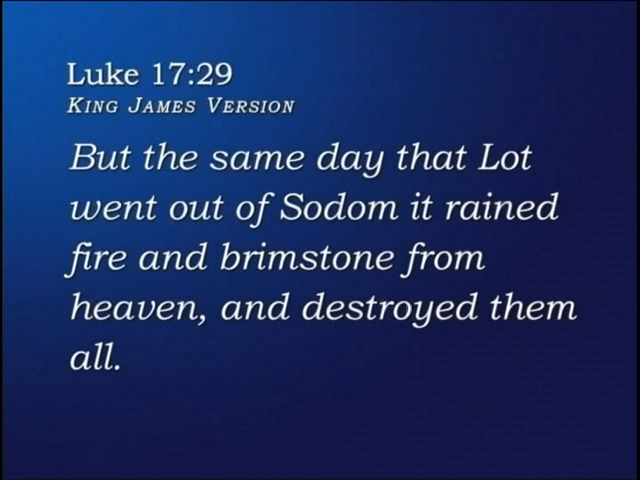 Luke 17:29
King James Version
But the same day that Lot
went out of Sodom it rained
fire and brimstone from
heaven, and destroyed them
all.